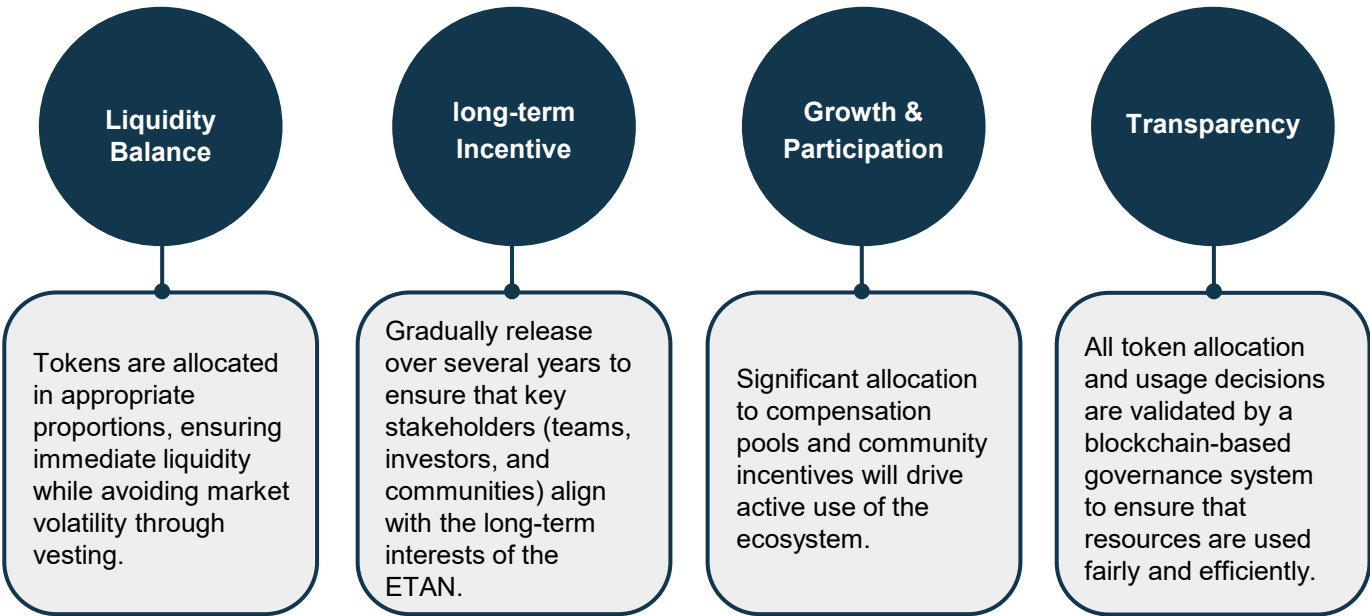 Liquidity
Balance
Tokens are allocated
in appropriate
proportions, ensuring
immediate liquidity
while avoiding market
volatility through
vesting.
long-term
Incentive
Gradually release
over several years to
ensure that key
stakeholders (teams,
investors, and
communities) align
with the long-term
interests of the
ETAN.
Growth &
Participation
Significant allocation
to compensation
pools and community
incentives will drive
active use of the
ecosystem.
Transparency
All token allocation
and usage decisions
are validated by a
blockchain-based
governance system
to ensure that
resources are used
fairly and efficiently.